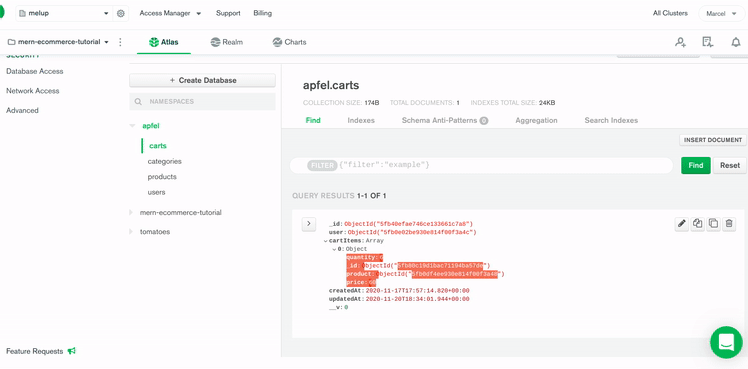 melup
Access Manager
Support
Billing
All Clusters
Marcel
mern-ecommerce-tutorial
Atlas
Realm
Charts
SECURITY
Database Access
Network Access
Advanced
+ Create Database
NAMESPACES
apfel
carts
categories
products
users
mern-ecommerce-tutorial
tomatoes
apfel.carts
COLLECTION SIZE: 174B TOTAL DOCUMENTS: 1 INDEXES TOTAL SIZE: 24KB
Find
Indexes
Schema Anti-Patterns 0
Aggregation
Search Indexes
INSERT DOCUMENT
FILTER {"filter":"example"}
Find
Reset
QUERY RESULTS 1-1 OF 1
_id: ObjectId("5fb40efae746ce133661c7a8")
user: ObjectId("5fb0e02be930e814f00f3a4c")
cartItems: Array
0: Object
quantity:
_id: ObjectId("
product: ObjectId("
price:
createdAt: 2020-11-17T17:57:14.820+00:00
updatedAt: 2020-11-20T18:34:01.944+00:00
__v: 0
Feature Requests